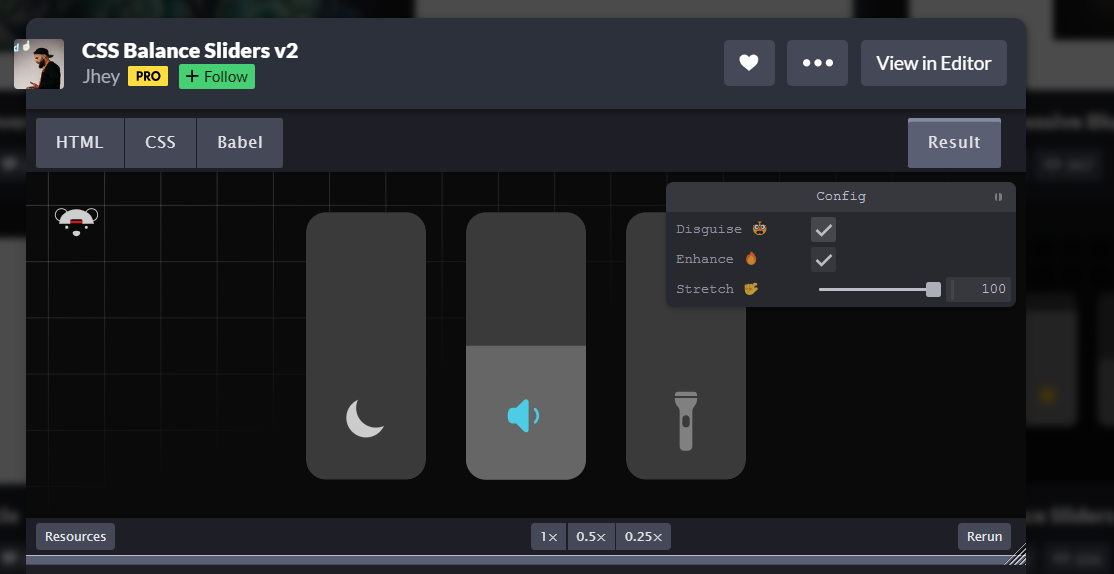 CSS Balance Sliders v2
Jhey PRO + Follow
View in Editor
HTML CSS Babel Result
Config
Disguise
Enhance
Stretch 100
Resources 1× 0.5× 0.25× Rerun